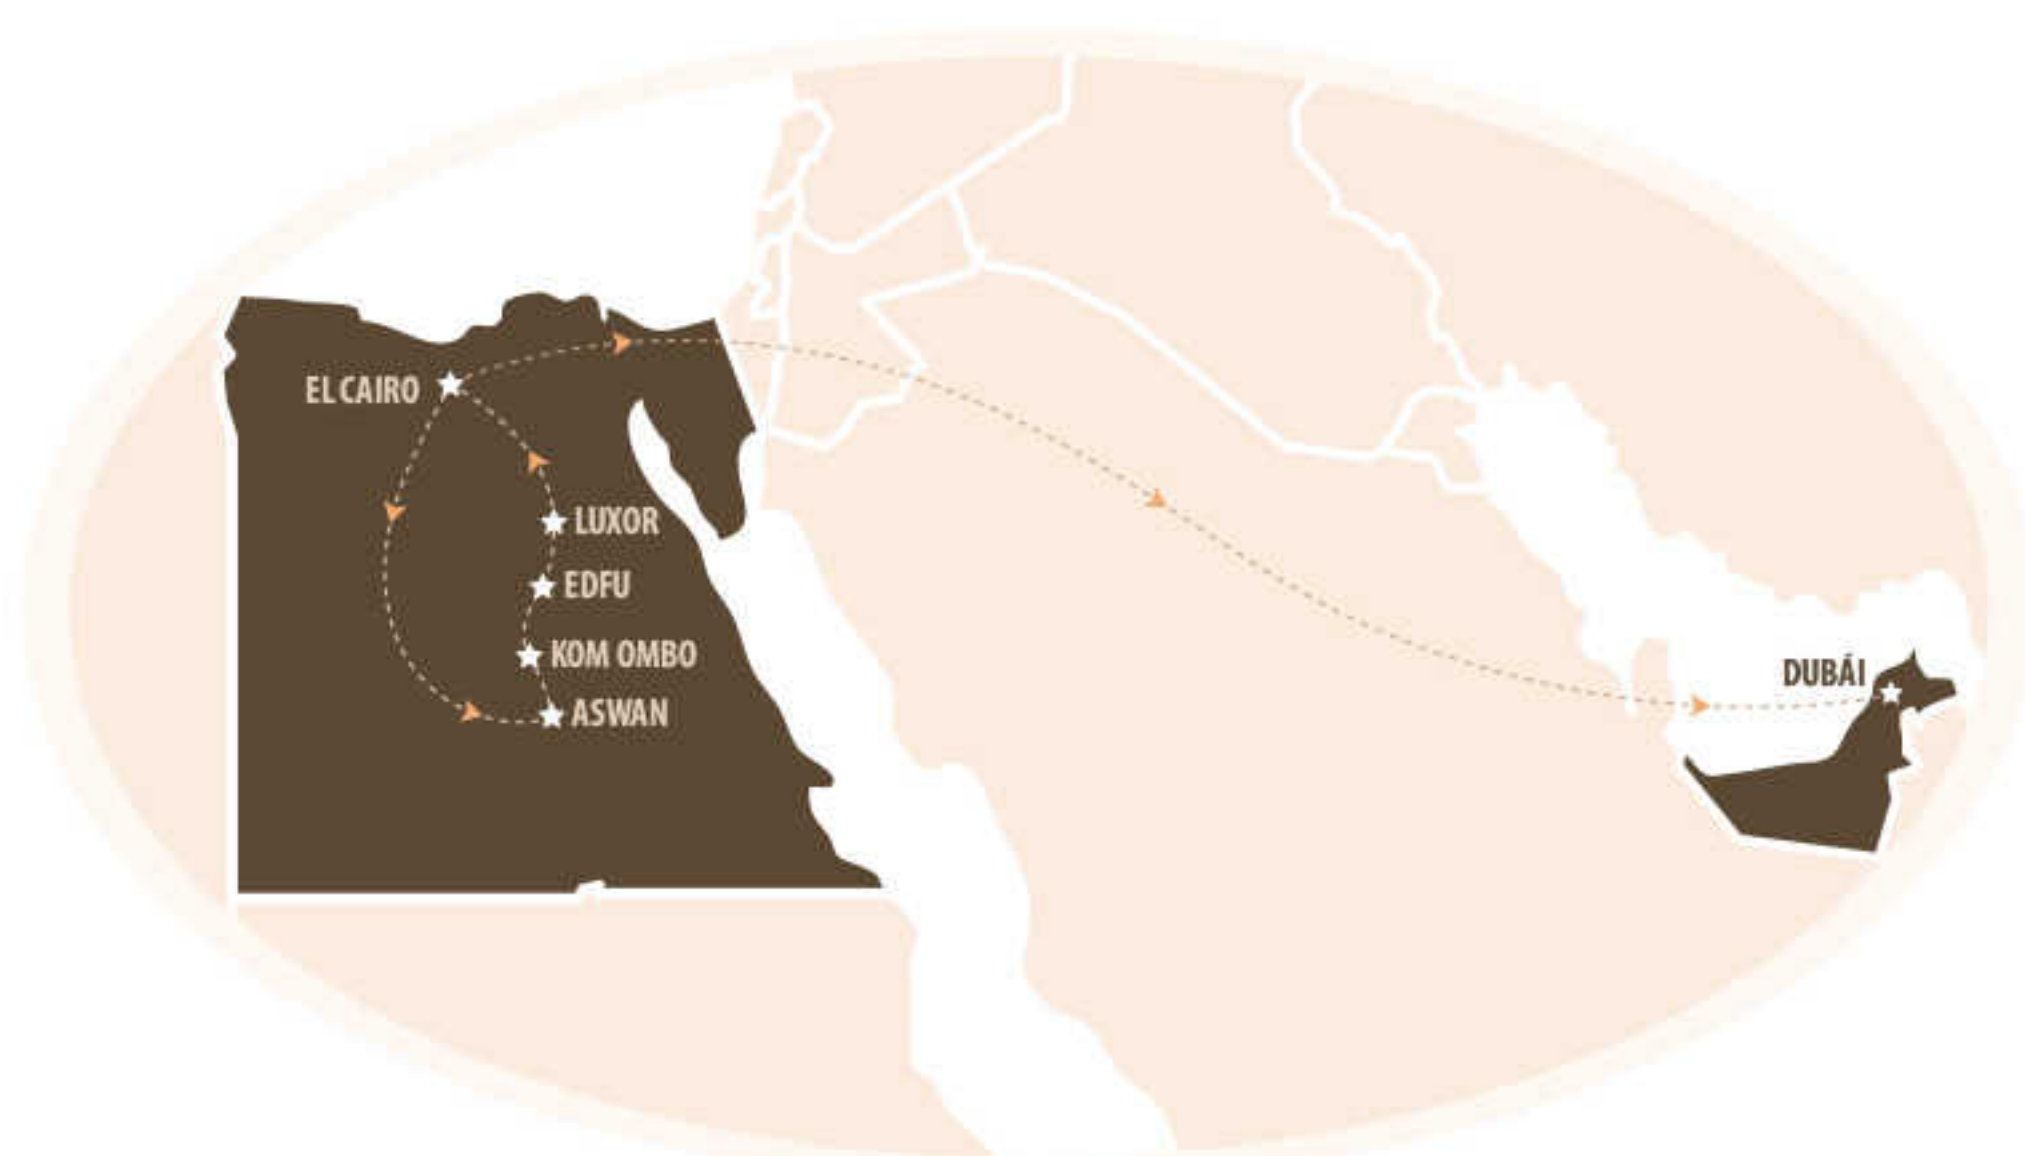 EL CAIRO
LUXOR
EDFU
KOM OMBO
DUBÁI
ASWAN